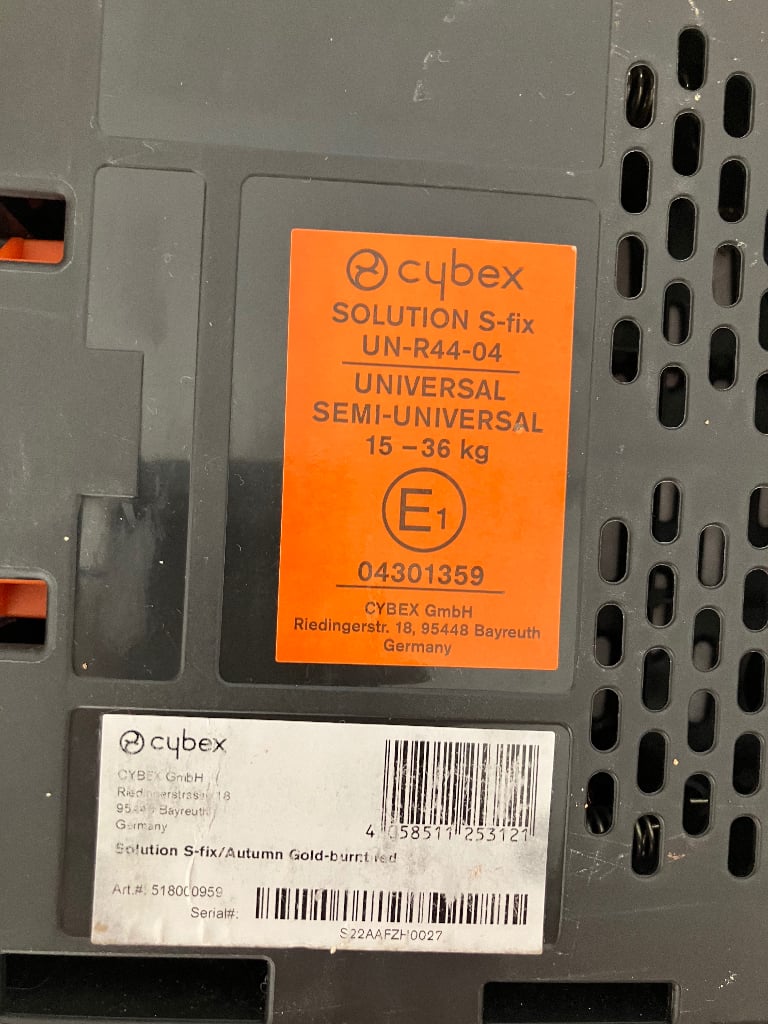 cybex
SOLUTION S-fix
UN-R44-04
UNIVERSAL
SEMI-UNIVERSAL
15 – 36 kg
E1
04301359
CYBEX GmbH
Riedingerstr. 18, 95448 Bayreuth
Germany
cybex
CYBEX GmbH
18
Bayreuth
Germany
4 058511 253121
Solution S-fix/Autumn Gold-burnt red
Art.#: 518000959
Serial#:
S22AAFZH0027